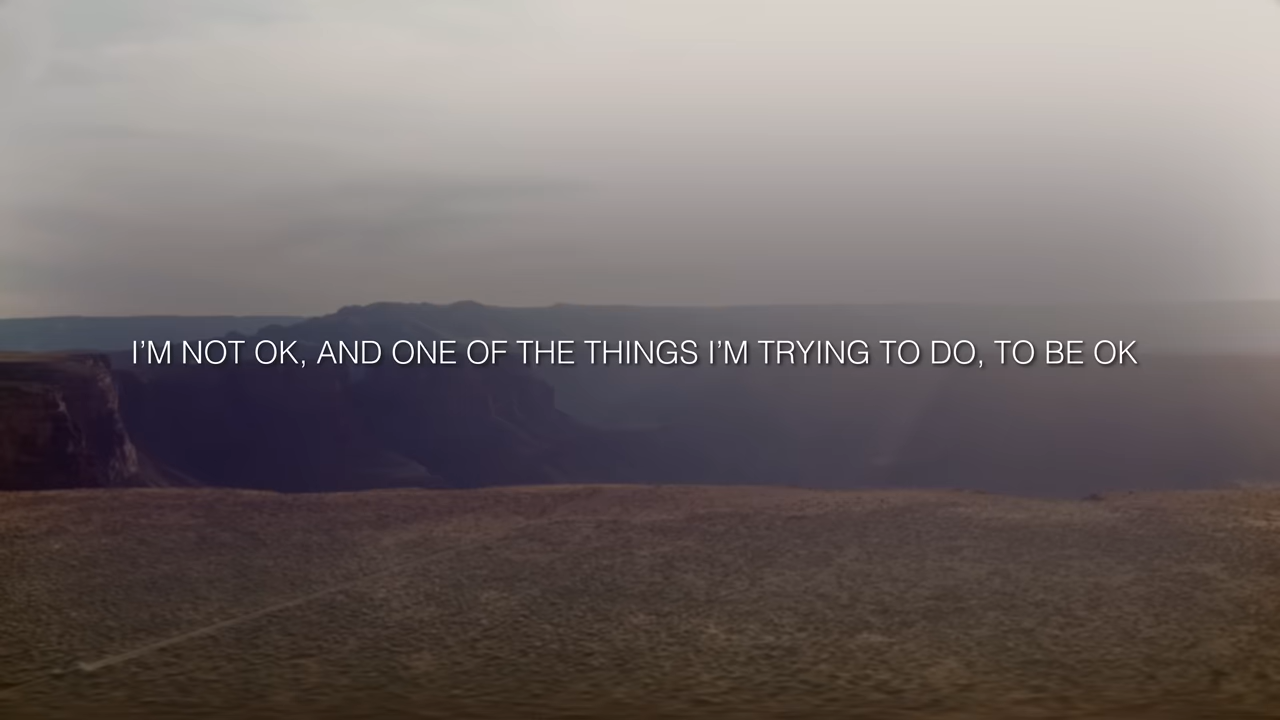 I’M NOT OK, AND ONE OF THE THINGS I’M TRYING TO DO, TO BE OK